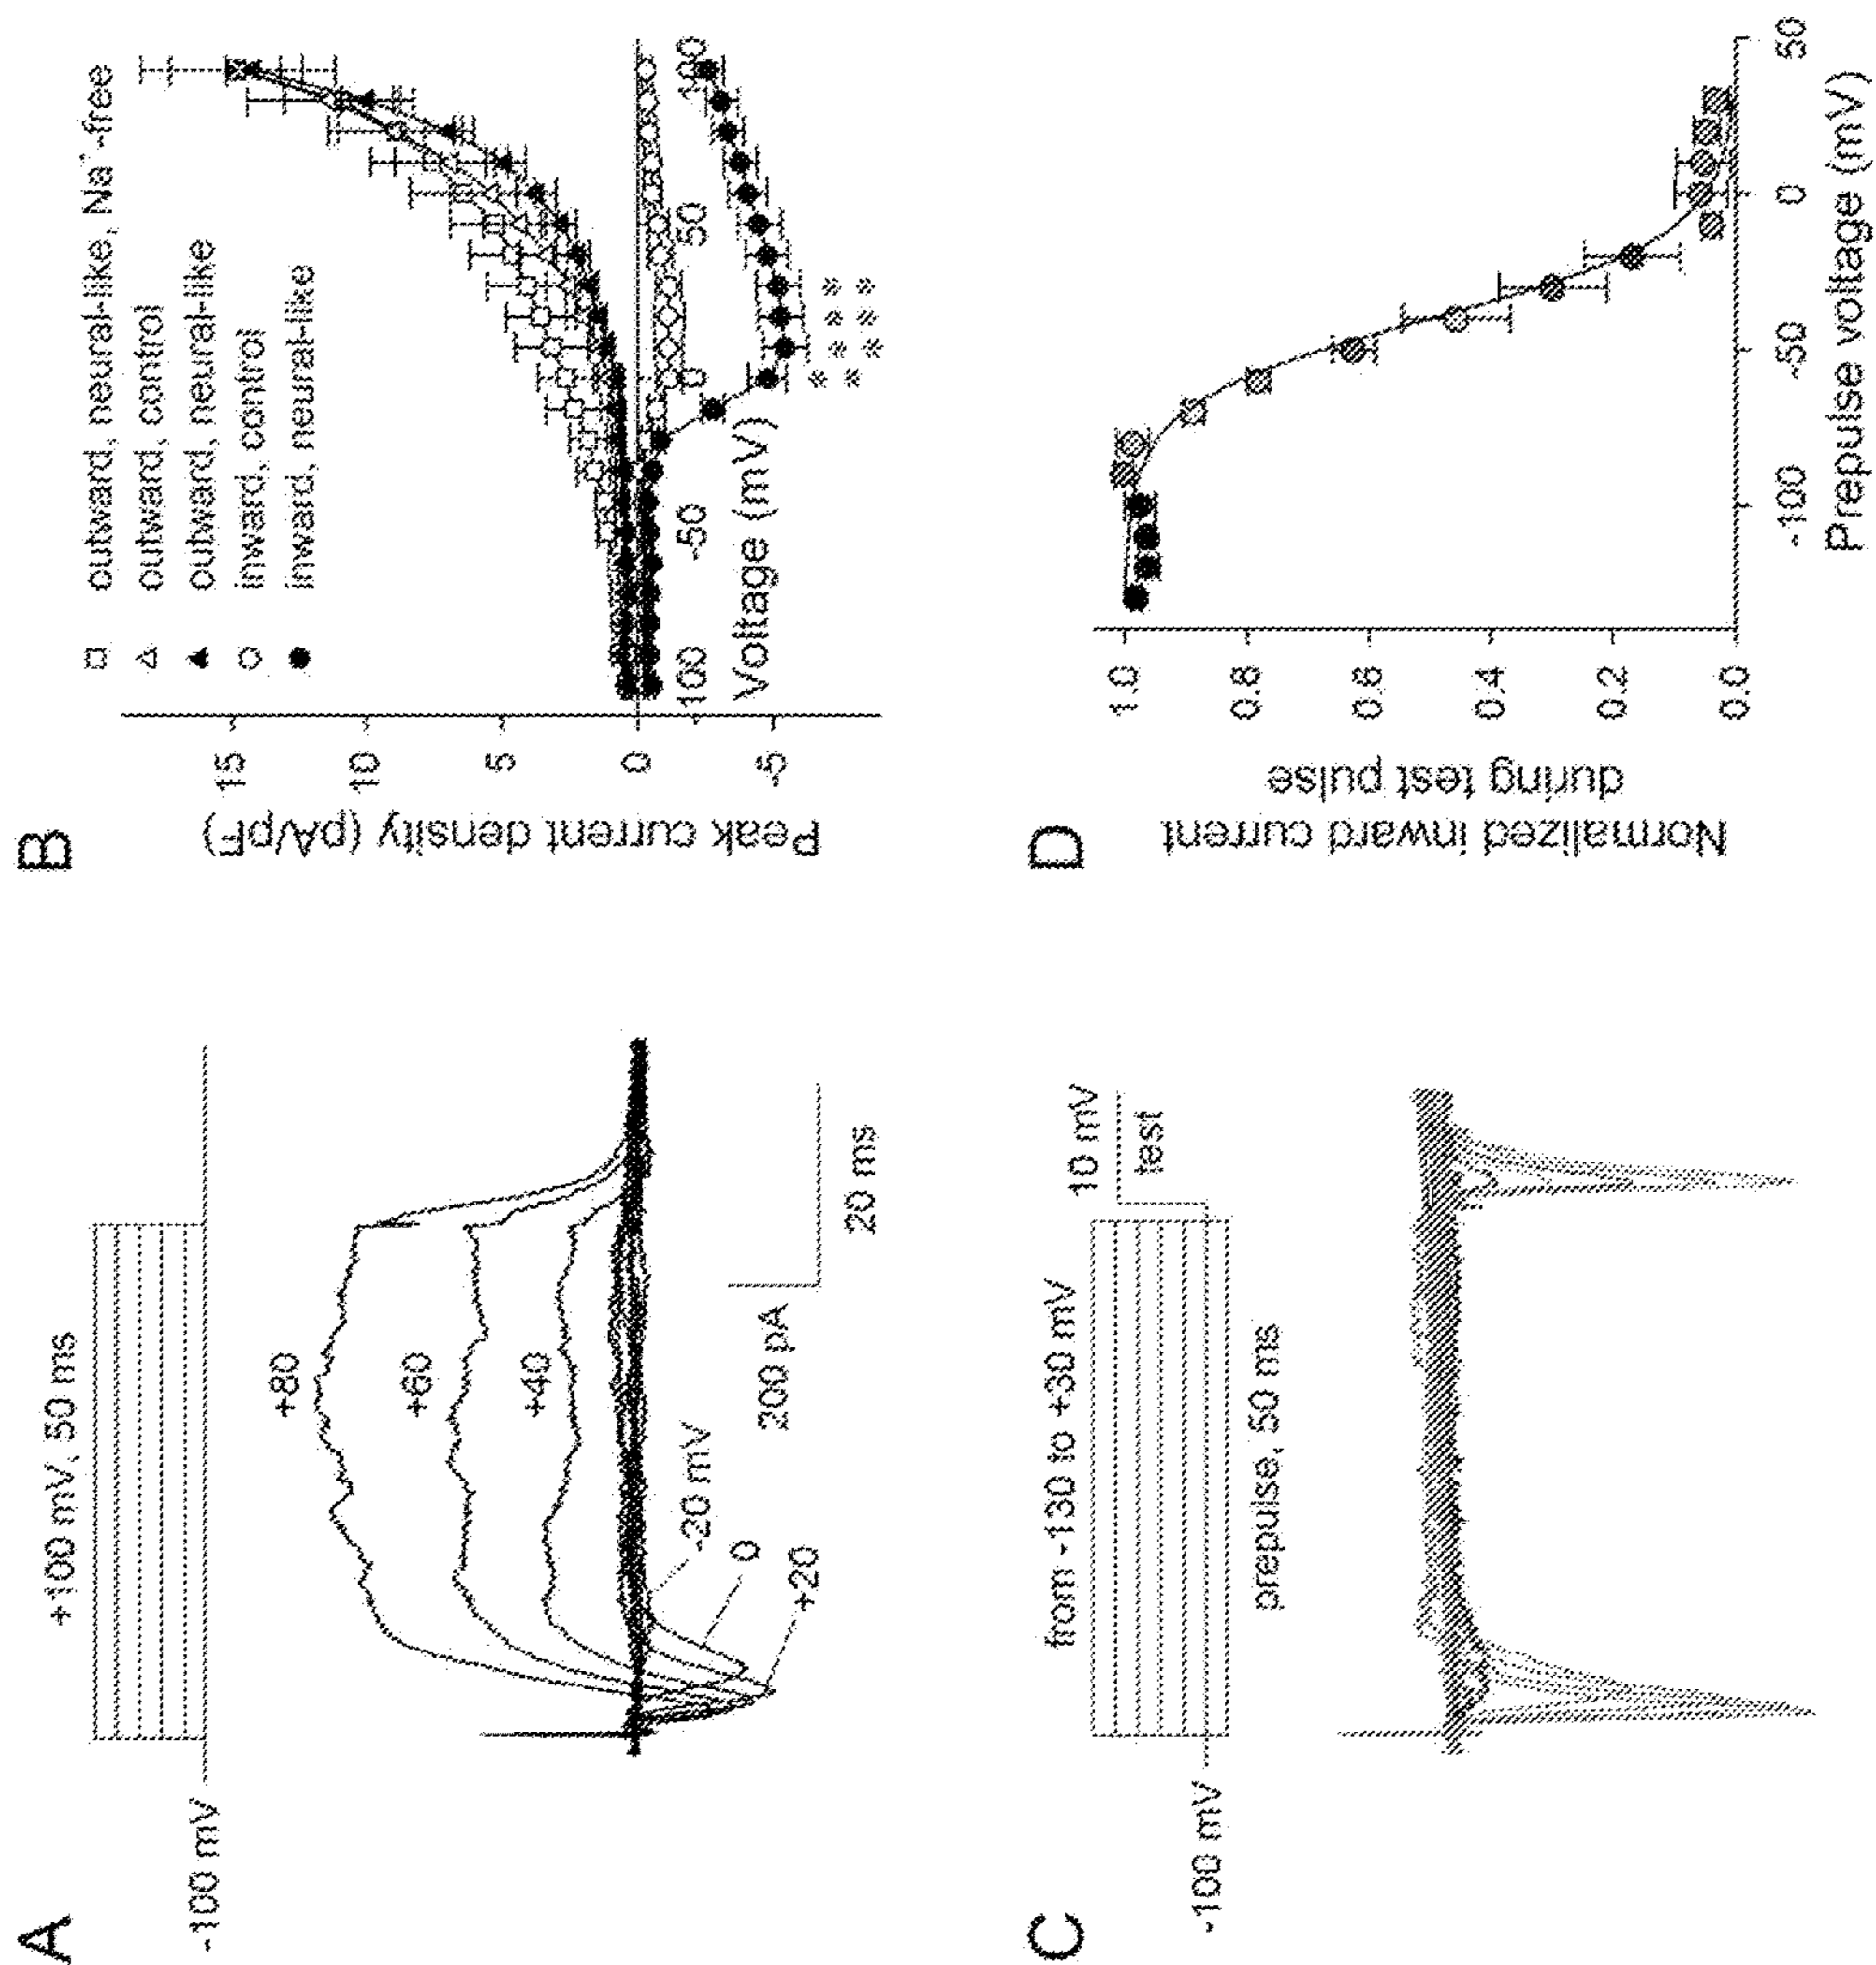 A
+100 mV, 50 ms
-100 mV
+80
+60
+40
-20 mV
0
+20
200 pA
20 ms
B
outward, neural-like, Na+-free
outward, control
outward, neural-like
inward, control
inward, neural-like
Peak current density (pA/pF)
15
10
5
0
-5
100
-50
0
50
100
Voltage (mV)
* * * *
* * * *
C
from -130 to +30 mV
10 mV
test
-100 mV
prepulse, 50 ms
D
Normalized inward current
during test pulse
1.0
0.8
0.6
0.4
0.2
0.0
-100
-50
0
50
Prepulse voltage (mV)